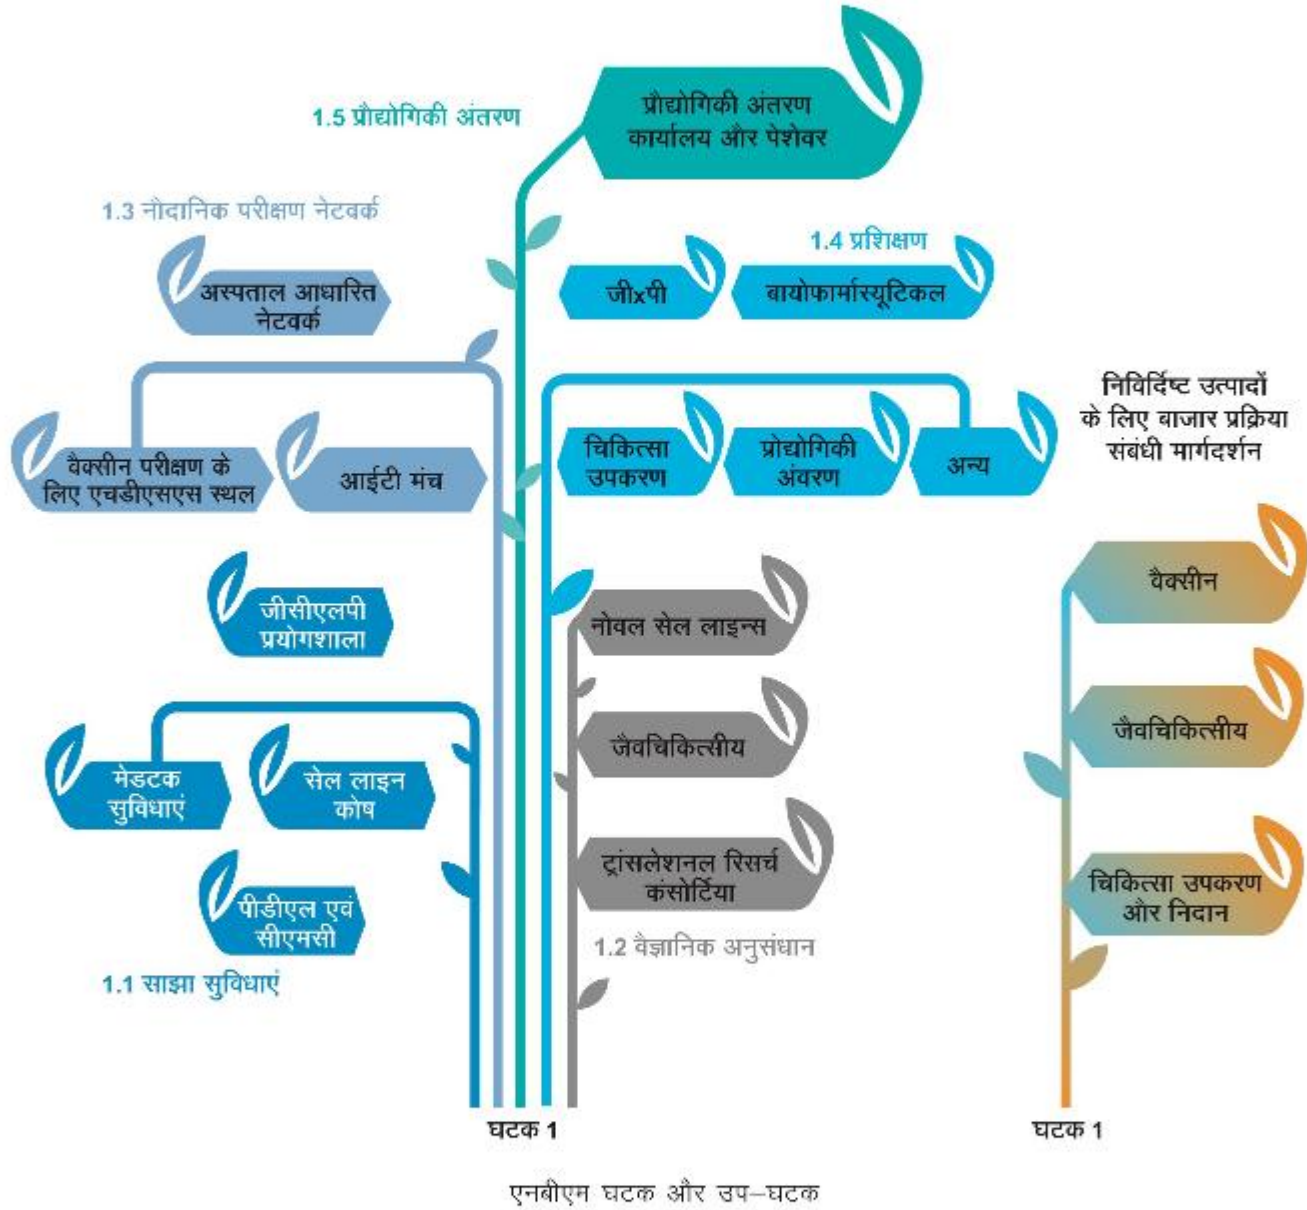 1.5 प्रौद्योगिकी अंतरण
प्रौद्योगिकी अंतरण
कार्यालय और पेशेवर
1.3 नौदानिक परीक्षण नेटवर्क
अस्पताल आधारित
नेटवर्क
वैक्सीन परीक्षण के
लिए एचडीएसएस स्थल
आईटी मंच
1.4 प्रशिक्षण
जीxपी
बायोफार्मास्यूटिकल
चिकित्सा
उपकरण
प्रोद्योगिकी
अंवरण
अन्य
निविर्दिष्ट उत्पादों
के लिए बाजार प्रक्रिया
संबंधी मार्गदर्शन
जीसीएलपी
प्रयोगशाला
मेडटक
सुविधाएं
सेल लाइन
कोष
पीडीएल एवं
सीएमसी
1.1 साझा सुविधाएं
नोवल सेल लाइन्स
जैवचिकित्सीय
ट्रांसलेशनल रिसर्च
कंसोर्टिया
1.2 वैज्ञानिक अनुसंधान
वैक्सीन
जैवचिकित्सीय
चिकित्सा उपकरण
और निदान
घटक 1
घटक 1
एनबीएम घटक और उप–घटक